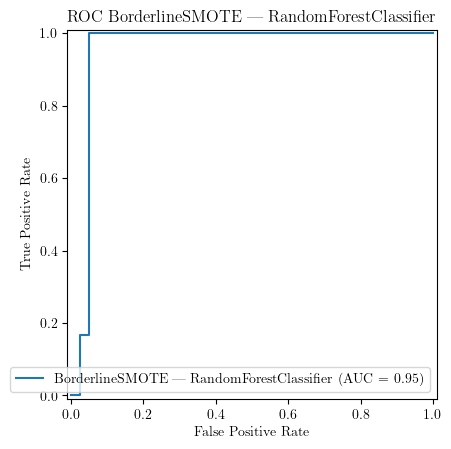 ROC BorderlineSMOTE — RandomForestClassifier
1.0
0.8
0.6
0.4
0.2
0.0
True Positive Rate
BorderlineSMOTE — RandomForestClassifier (AUC = 0.95)
0.0 0.2 0.4 0.6 0.8 1.0
False Positive Rate